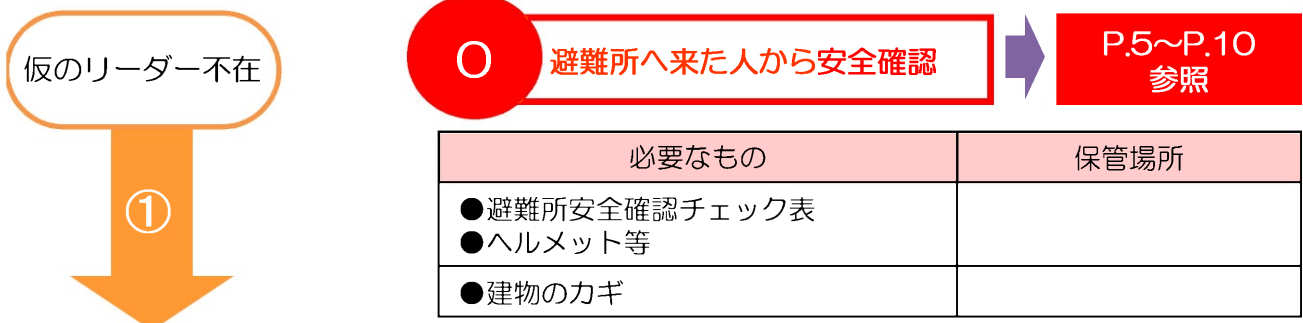 仮のリーダー不在
①
0 避難所へ来た人から安全確認
P.5～P.10
参照
必要なもの 保管場所
●避難所安全確認チェック表
●ヘルメット等
●建物のカギ